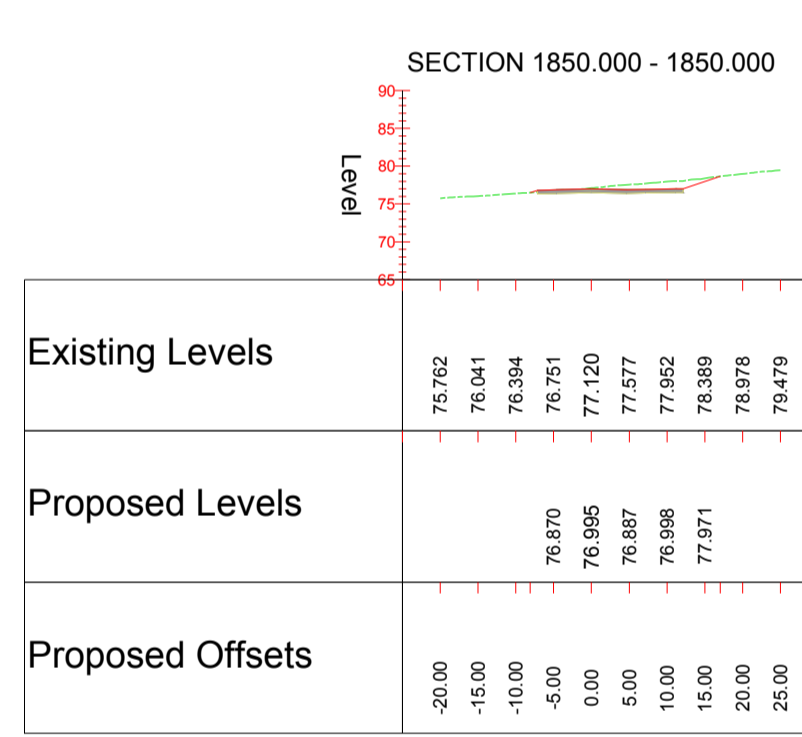 SECTION 1850.000 - 1850.000
90
85
80
75
70
65
Level
Existing Levels
75.762 76.041 76.394 76.751 77.120 77.577 77.952 78.389 78.978 79.479
Proposed Levels
76.870 76.995 76.887 76.998 77.971
Proposed Offsets
-20.00 -15.00 -10.00 -5.00 0.00 5.00 10.00 15.00 20.00 25.00